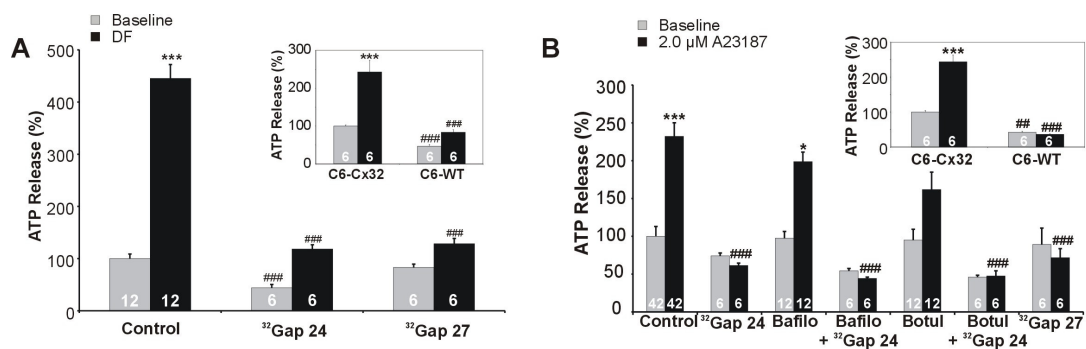 A
Baseline
DF
ATP Release (%)
500
400
300
200
100
0
***
12
12
###
6
###
6
6
###
6
Control
³²Gap 24
³²Gap 27
ATP Release (%)
300
200
100
0
***
6
6
###
6
###
6
C6-Cx32
C6-WT
B
Baseline
2.0 µM A23187
ATP Release (%)
300
250
200
150
100
50
0
***
42
42
6
###
6
12
*
12
6
###
6
12
12
6
###
6
6
###
6
Control
³²Gap 24
Bafilo
Bafilo
+ ³²Gap 24
Botul
Botul
+ ³²Gap 24
³²Gap 27
ATP Release (%)
300
200
100
0
***
6
6
##
6
###
6
C6-Cx32
C6-WT